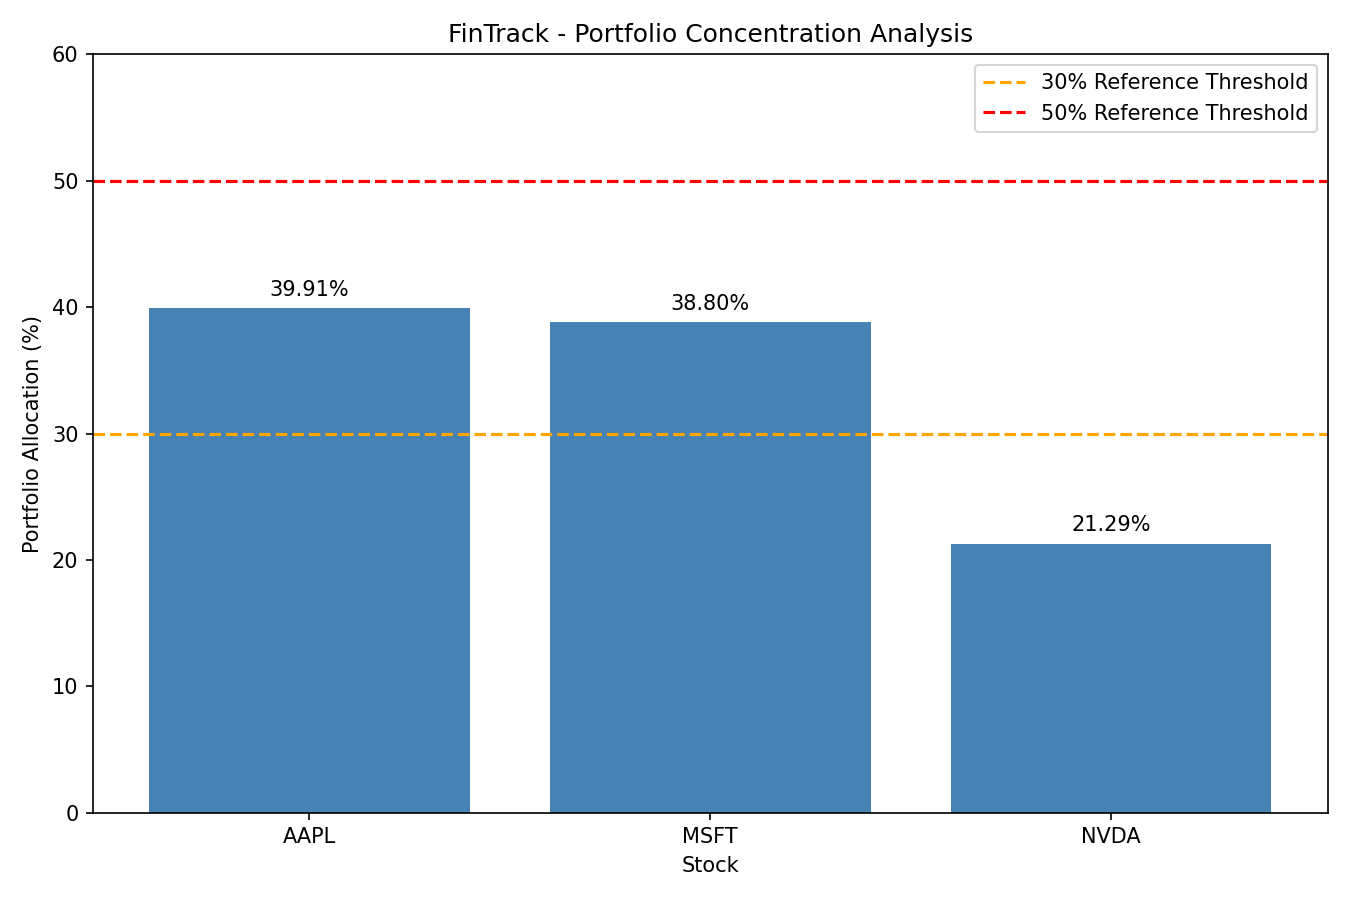 FinTrack - Portfolio Concentration Analysis
60
50
40
30
20
10
0
Portfolio Allocation (%)
30% Reference Threshold
50% Reference Threshold
39.91%
38.80%
21.29%
AAPL
MSFT
NVDA
Stock